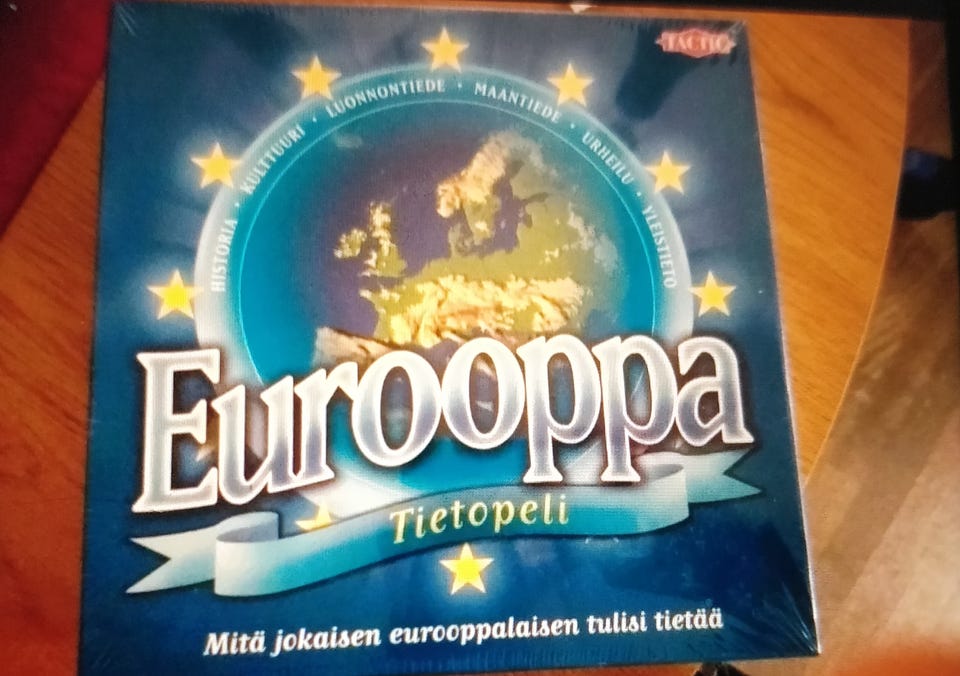 TACTIC
HISTORIA • KULTTUURI • LUONNONTIEDE • MAANTIEDE • URHEILU • YLEISTIETO
Eurooppa
Tietopeli
Mitä jokaisen eurooppalaisen tulisi tietää